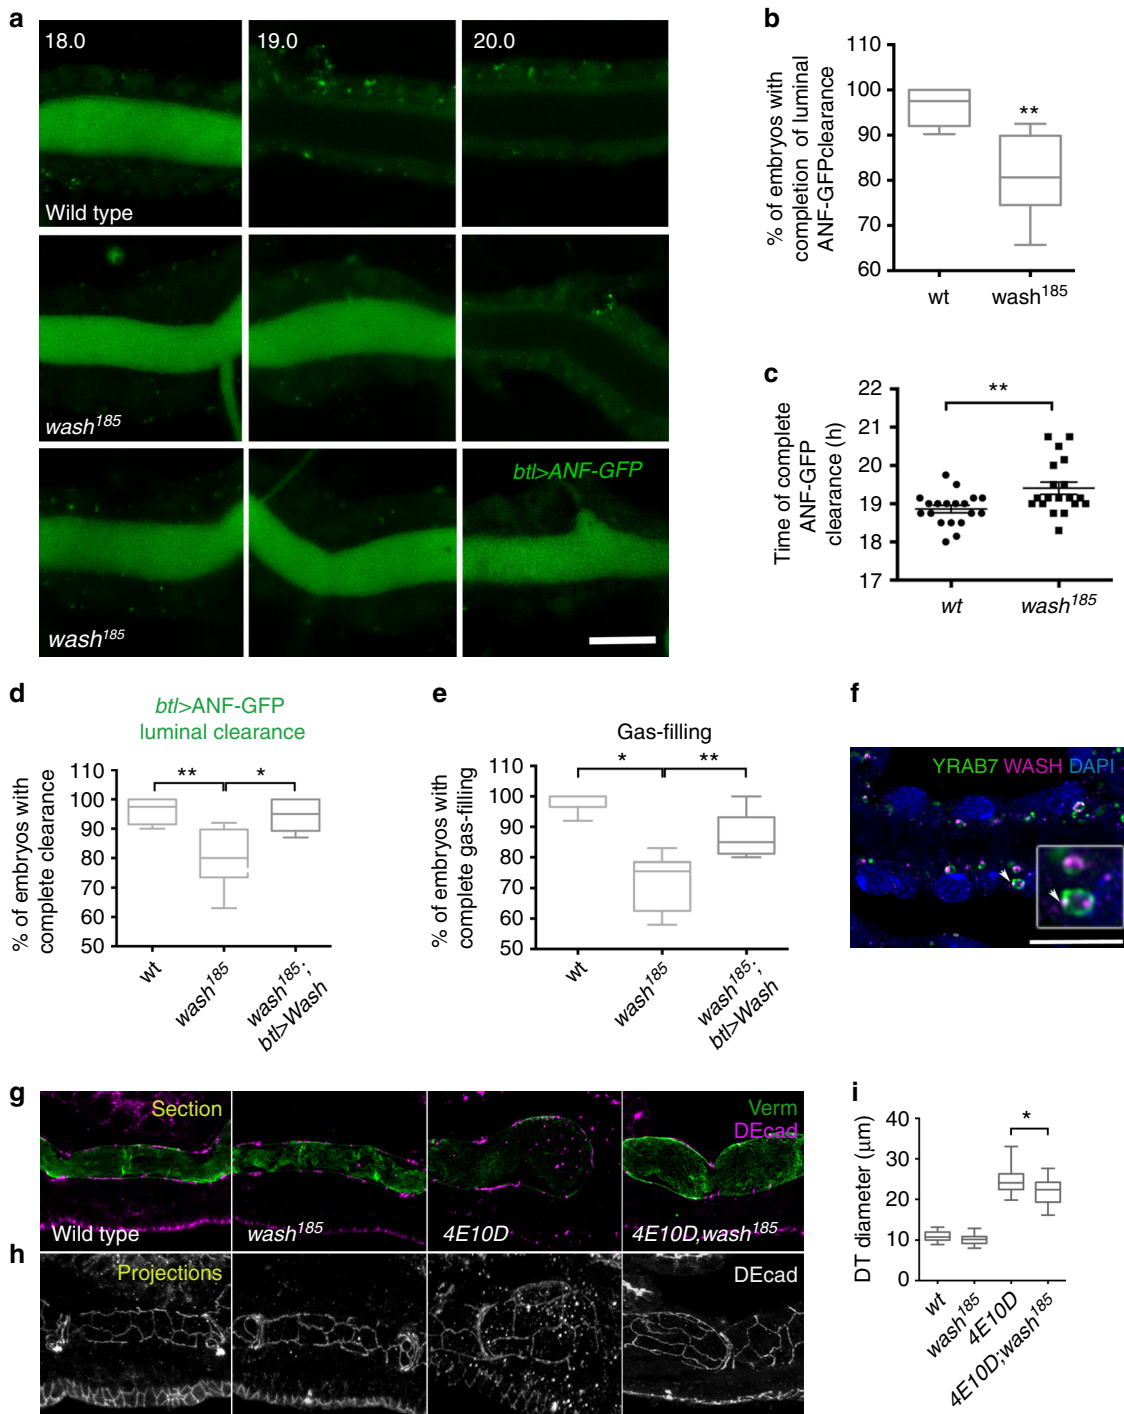 a
18.0
19.0
20.0
Wild type
wash185
btl>ANF-GFP
wash185
b
% of embryos with
completion of luminal
ANF-GFPclearance
110
100
90
80
70
60
**
wt
wash185
c
Time of complete
ANF-GFP
clearance (h)
22
21
20
19
18
17
**
wt
wash185
d
btl>ANF-GFP
luminal clearance
% of embryos with
complete clearance
110
100
90
80
70
60
50
**
*
wt
wash185
wash185;
btl>Wash
e
Gas-filling
% of embryos with
complete gas-filling
110
100
90
80
70
60
50
*
**
wt
wash185
wash185;
btl>Wash
f
YRAB7 WASH DAPI
g
Section
Verm
DEcad
Wild type
wash185
4E10D
4E10D,wash185
h
Projections
DEcad
i
DT diameter (μm)
40
30
20
10
0
*
wt
wash185
4E10D
4E10D;wash185